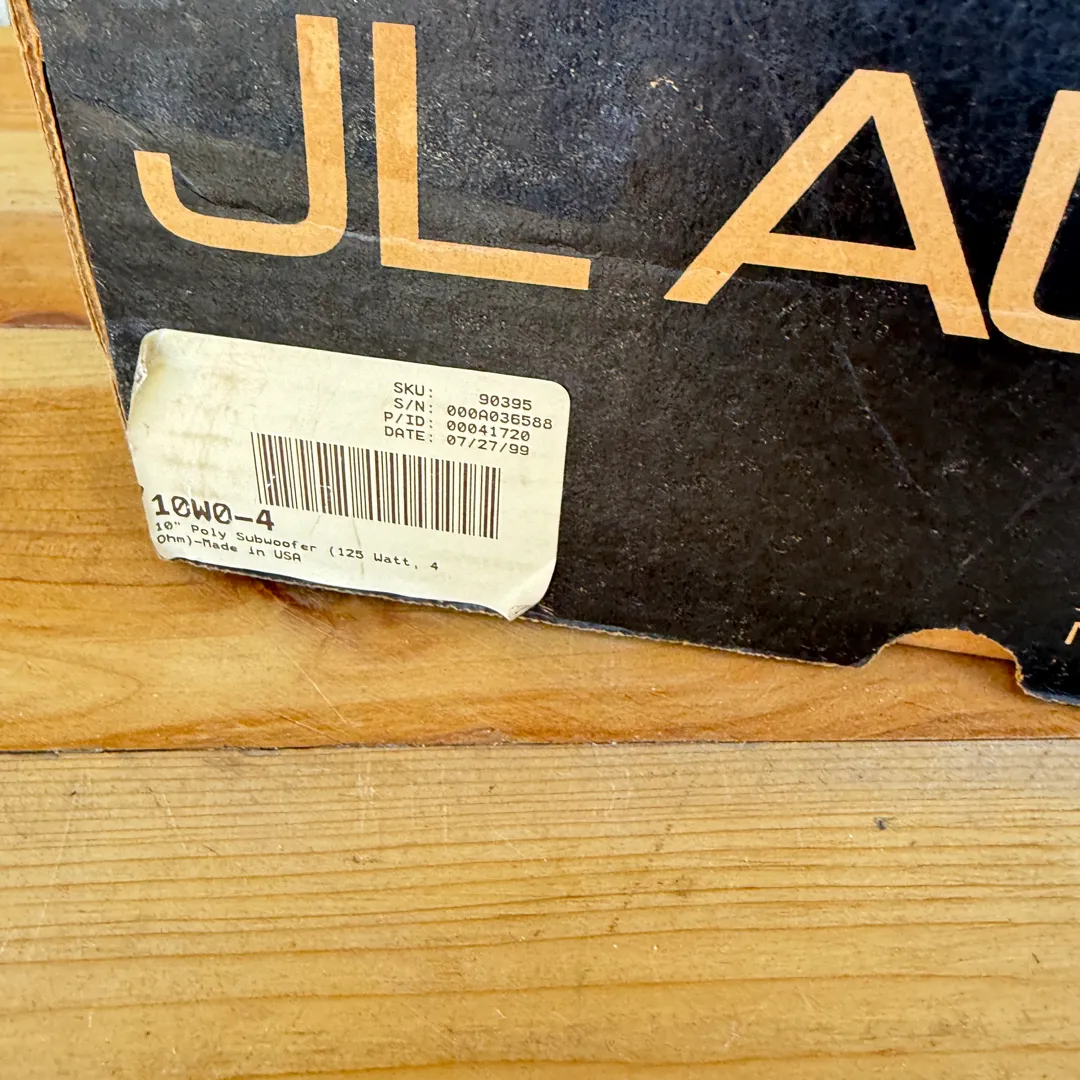 JL AU
SKU: 90395
S/N: 000A036588
P/ID: 00041720
DATE: 07/27/99
10W0-4
10" Poly Subwoofer (125 Watt, 4
Ohm)-Made in USA